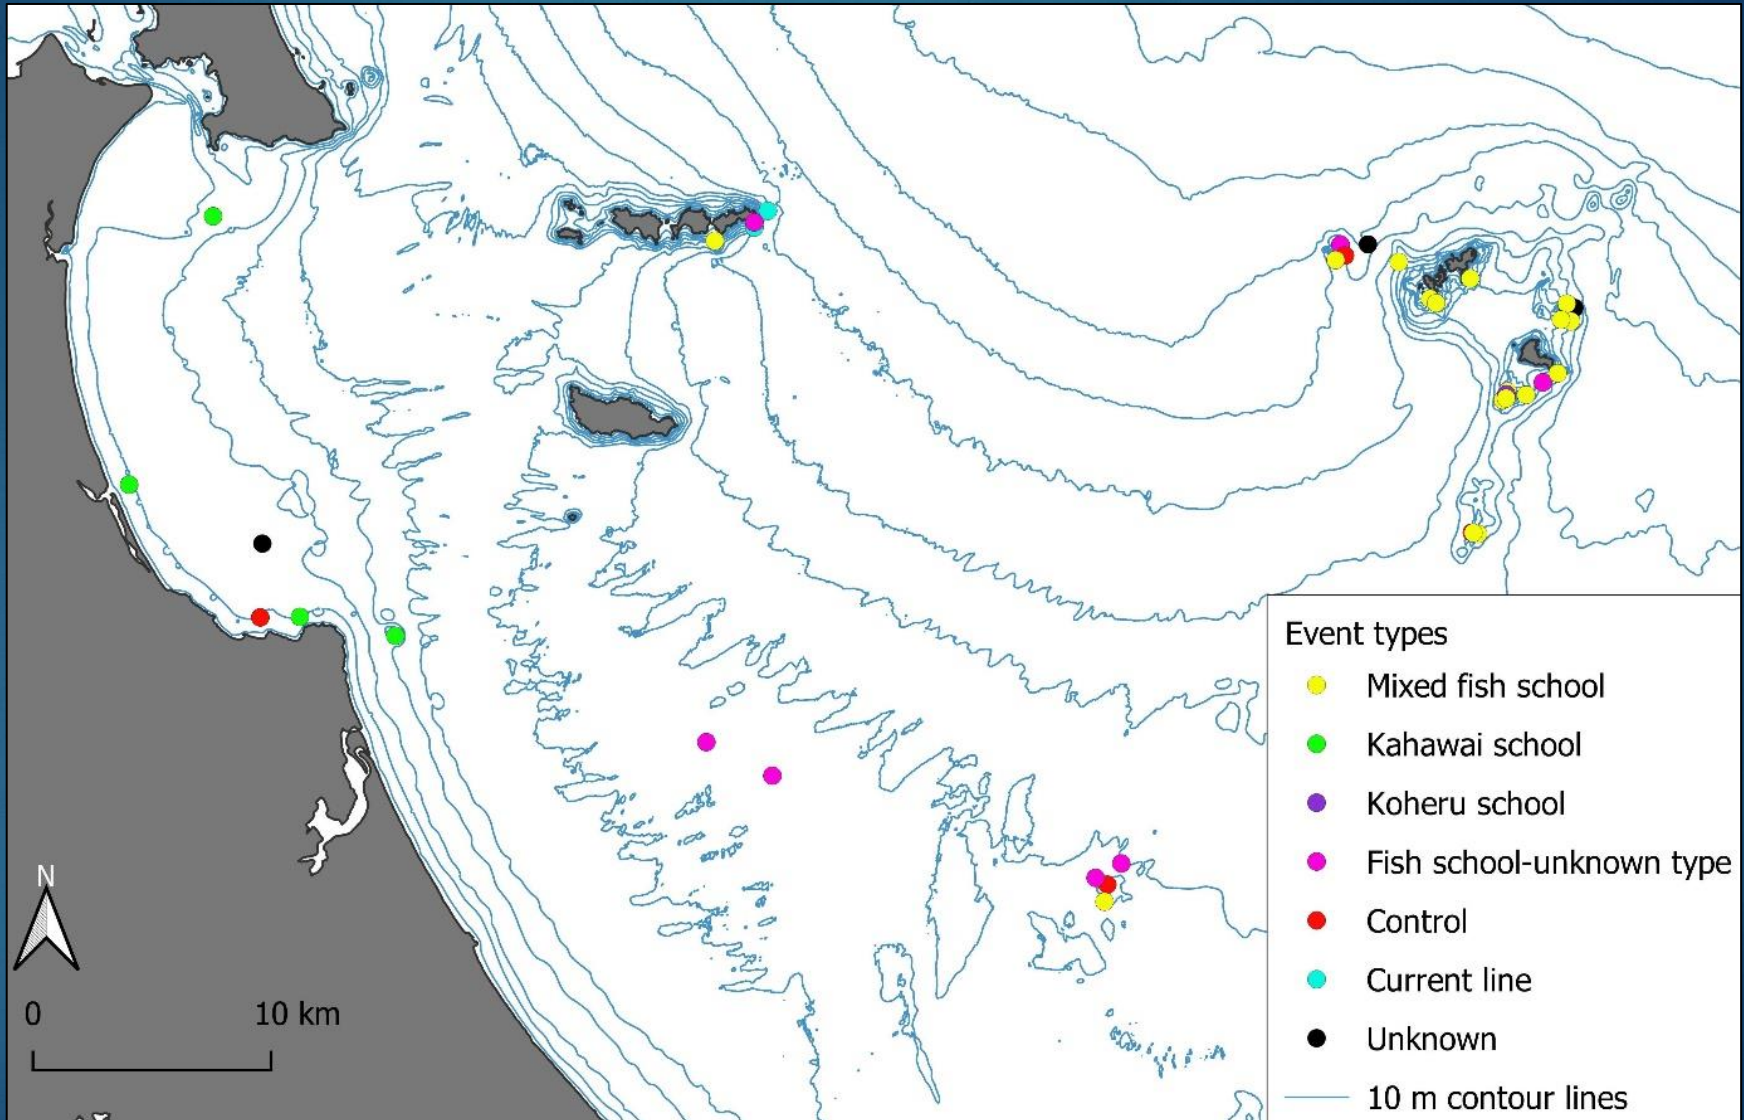 Event types
Mixed fish school
Kahawai school
Koheru school
Fish school-unknown type
Control
Current line
Unknown
10 m contour lines
N
0 10 km